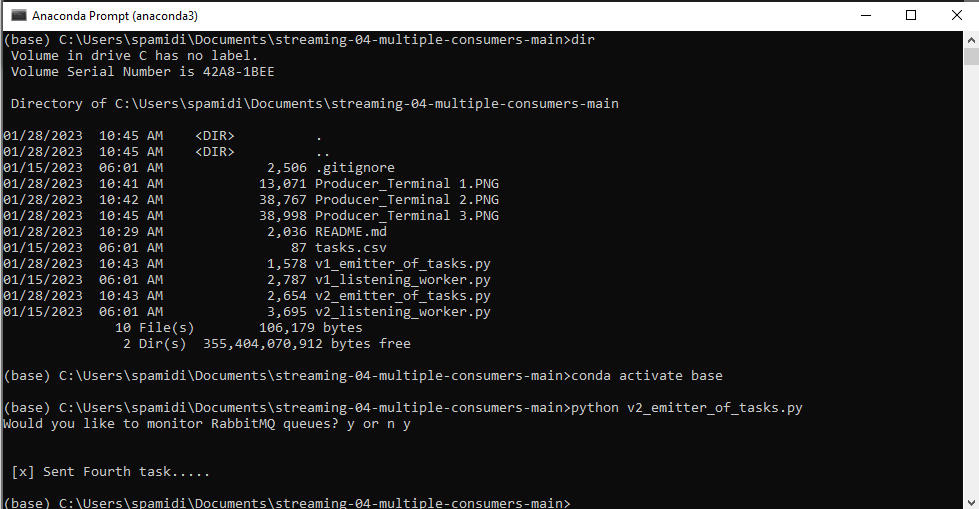 Anaconda Prompt (anaconda3)
(base) C:\Users\spamidi\Documents\streaming-04-multiple-consumers-main>dir
 Volume in drive C has no label.
 Volume Serial Number is 42A8-1BEE

 Directory of C:\Users\spamidi\Documents\streaming-04-multiple-consumers-main

01/28/2023  10:45 AM    <DIR>          .
01/28/2023  10:45 AM    <DIR>          ..
01/15/2023  06:01 AM             2,506 .gitignore
01/28/2023  10:41 AM            13,071 Producer_Terminal 1.PNG
01/28/2023  10:42 AM            38,767 Producer_Terminal 2.PNG
01/28/2023  10:45 AM            38,998 Producer_Terminal 3.PNG
01/28/2023  10:29 AM             2,036 README.md
01/15/2023  06:01 AM                87 tasks.csv
01/28/2023  10:43 AM             1,578 v1_emitter_of_tasks.py
01/15/2023  06:01 AM             2,787 v1_listening_worker.py
01/28/2023  10:43 AM             2,654 v2_emitter_of_tasks.py
01/15/2023  06:01 AM             3,695 v2_listening_worker.py
              10 File(s)        106,179 bytes
               2 Dir(s)  355,404,070,912 bytes free

(base) C:\Users\spamidi\Documents\streaming-04-multiple-consumers-main>conda activate base

(base) C:\Users\spamidi\Documents\streaming-04-multiple-consumers-main>python v2_emitter_of_tasks.py
Would you like to monitor RabbitMQ queues? y or n y

 [x] Sent Fourth task.....

(base) C:\Users\spamidi\Documents\streaming-04-multiple-consumers-main>